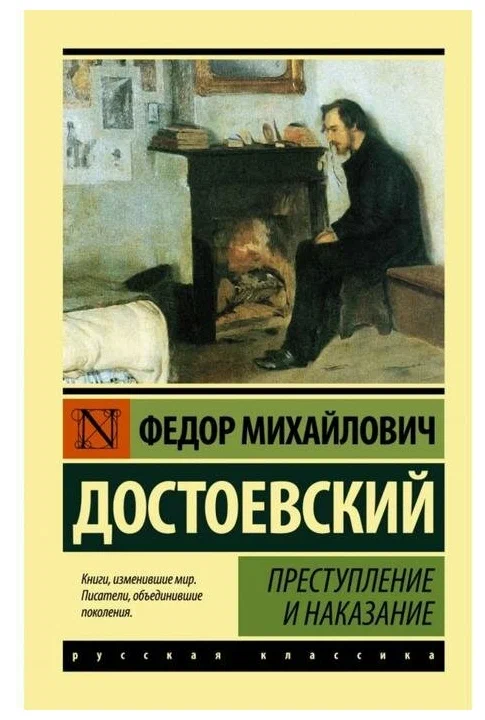 N
ФЕДОР МИХАЙЛОВИЧ
ДОСТОЕВСКИЙ
Книги, изменившие мир.
Писатели, объединившие
поколения.
ПРЕСТУПЛЕНИЕ
И НАКАЗАНИЕ
русская классика